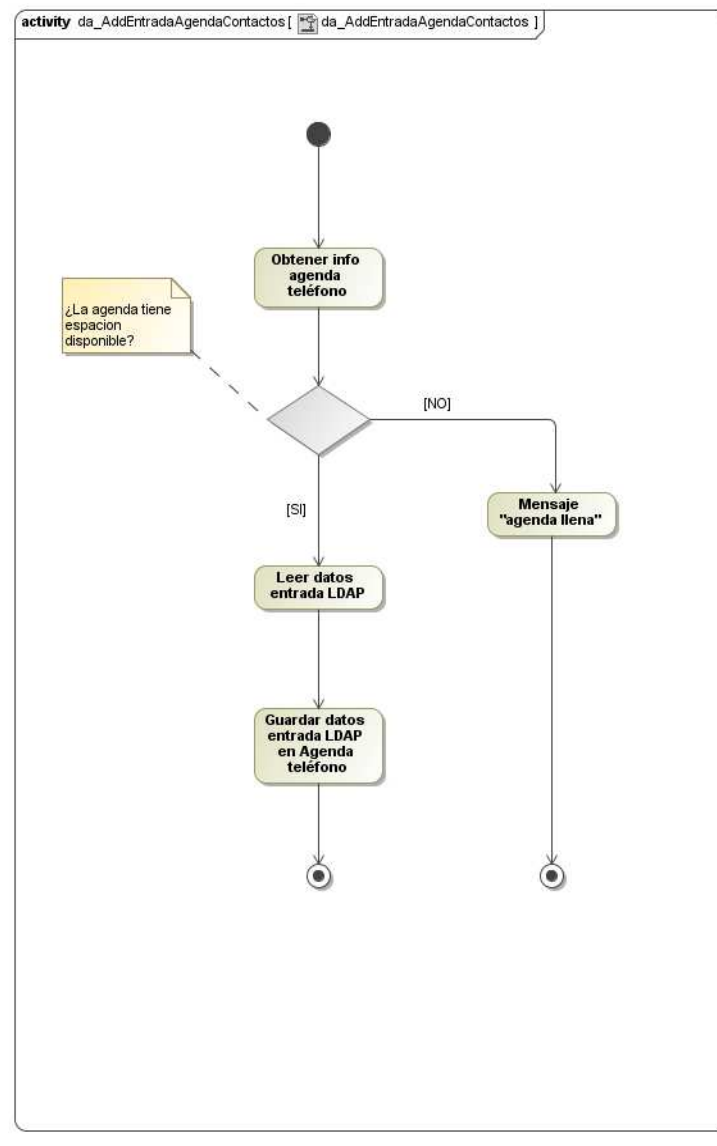 activity da_AddEntradaAgendaContactos [ da_AddEntradaAgendaContactos ]
Obtener info
agenda
teléfono
¿La agenda tiene
espacion
disponible?
[NO]
[SI]
Mensaje
"agenda llena"
Leer datos
entrada LDAP
Guardar datos
entrada LDAP
en Agenda
teléfono